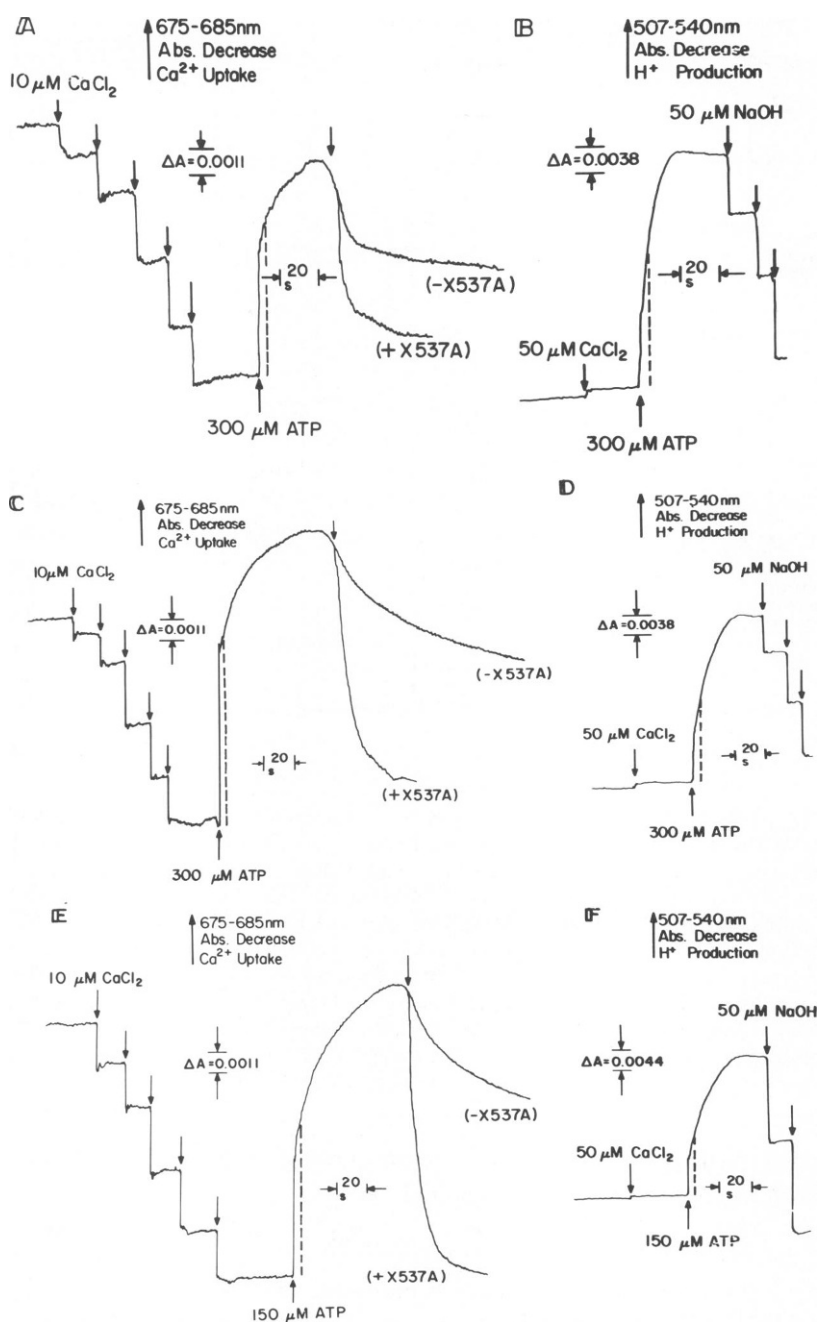 A
675-685nm
Abs. Decrease
Ca2+ Uptake
10 μM CaCl2
ΔA=0.0011
20
s
(-X537A)
(+X537A)
300 μM ATP
B
507-540nm
Abs. Decrease
H+ Production
50 μM NaOH
ΔA=0.0038
20
s
50 μM CaCl2
300 μM ATP
C
675-685nm
Abs. Decrease
Ca2+ Uptake
10μM CaCl2
ΔA=0.0011
(-X537A)
20
s
(+X537A)
300 μM ATP
D
507-540nm
Abs. Decrease
H+ Production
50 μM NaOH
ΔA=0.0038
50 μM CaCl2
20
s
300 μM ATP
E
675-685nm
Abs. Decrease
Ca2+ Uptake
10 μM CaCl2
ΔA=0.0011
(-X537A)
20
s
(+X537A)
150 μM ATP
F
507-540nm
Abs. Decrease
H+ Production
50 μM NaOH
ΔA=0.0044
50 μM CaCl2
20
s
150 μM ATP